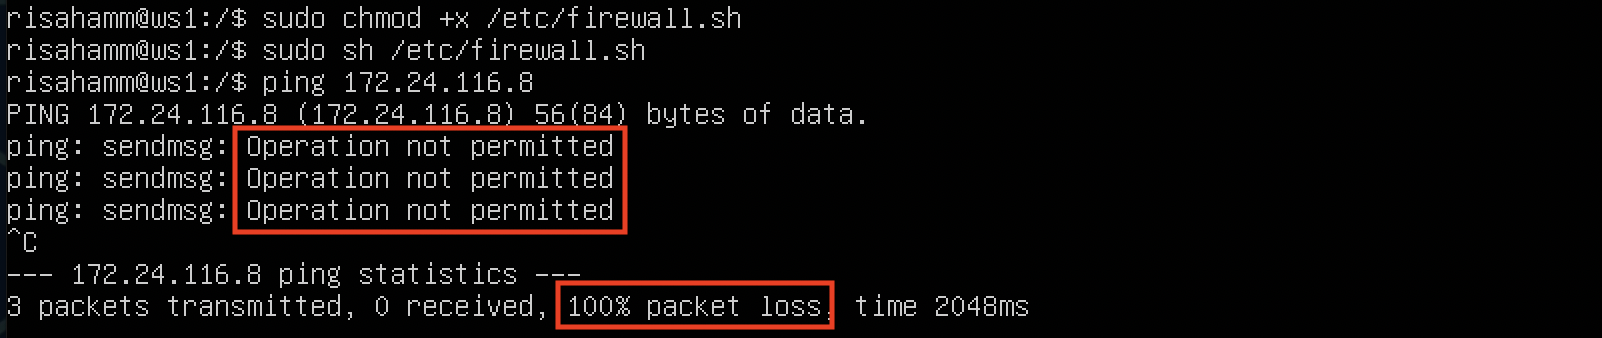 risahamm@ws1:/$ sudo chmod +x /etc/firewall.sh
risahamm@ws1:/$ sudo sh /etc/firewall.sh
risahamm@ws1:/$ ping 172.24.116.8
PING 172.24.116.8 (172.24.116.8) 56(84) bytes of data.
ping: sendmsg: Operation not permitted
ping: sendmsg: Operation not permitted
ping: sendmsg: Operation not permitted
^C
--- 172.24.116.8 ping statistics ---
3 packets transmitted, 0 received, 100% packet loss, time 2048ms